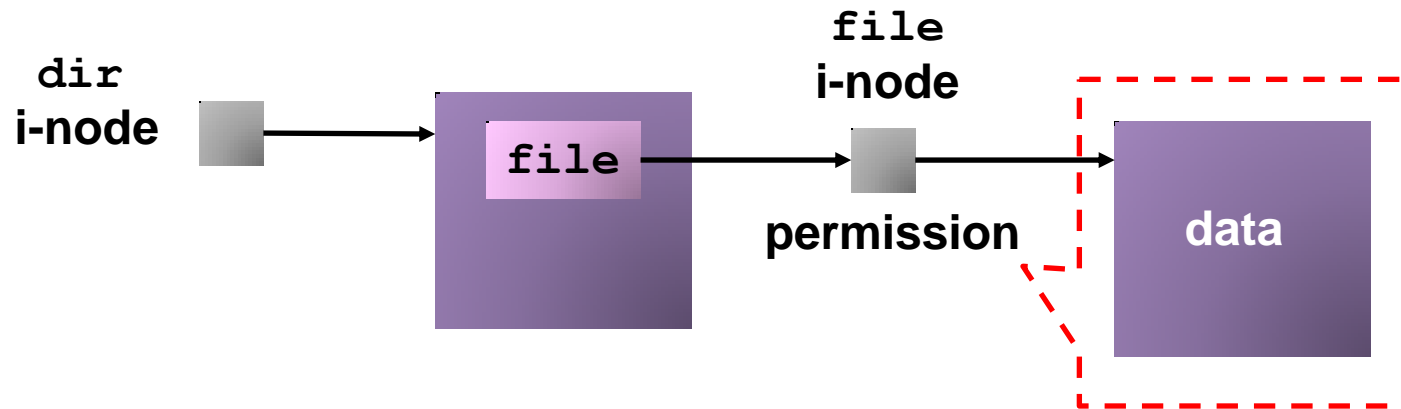 dir
i-node
file
file
i-node
permission
data